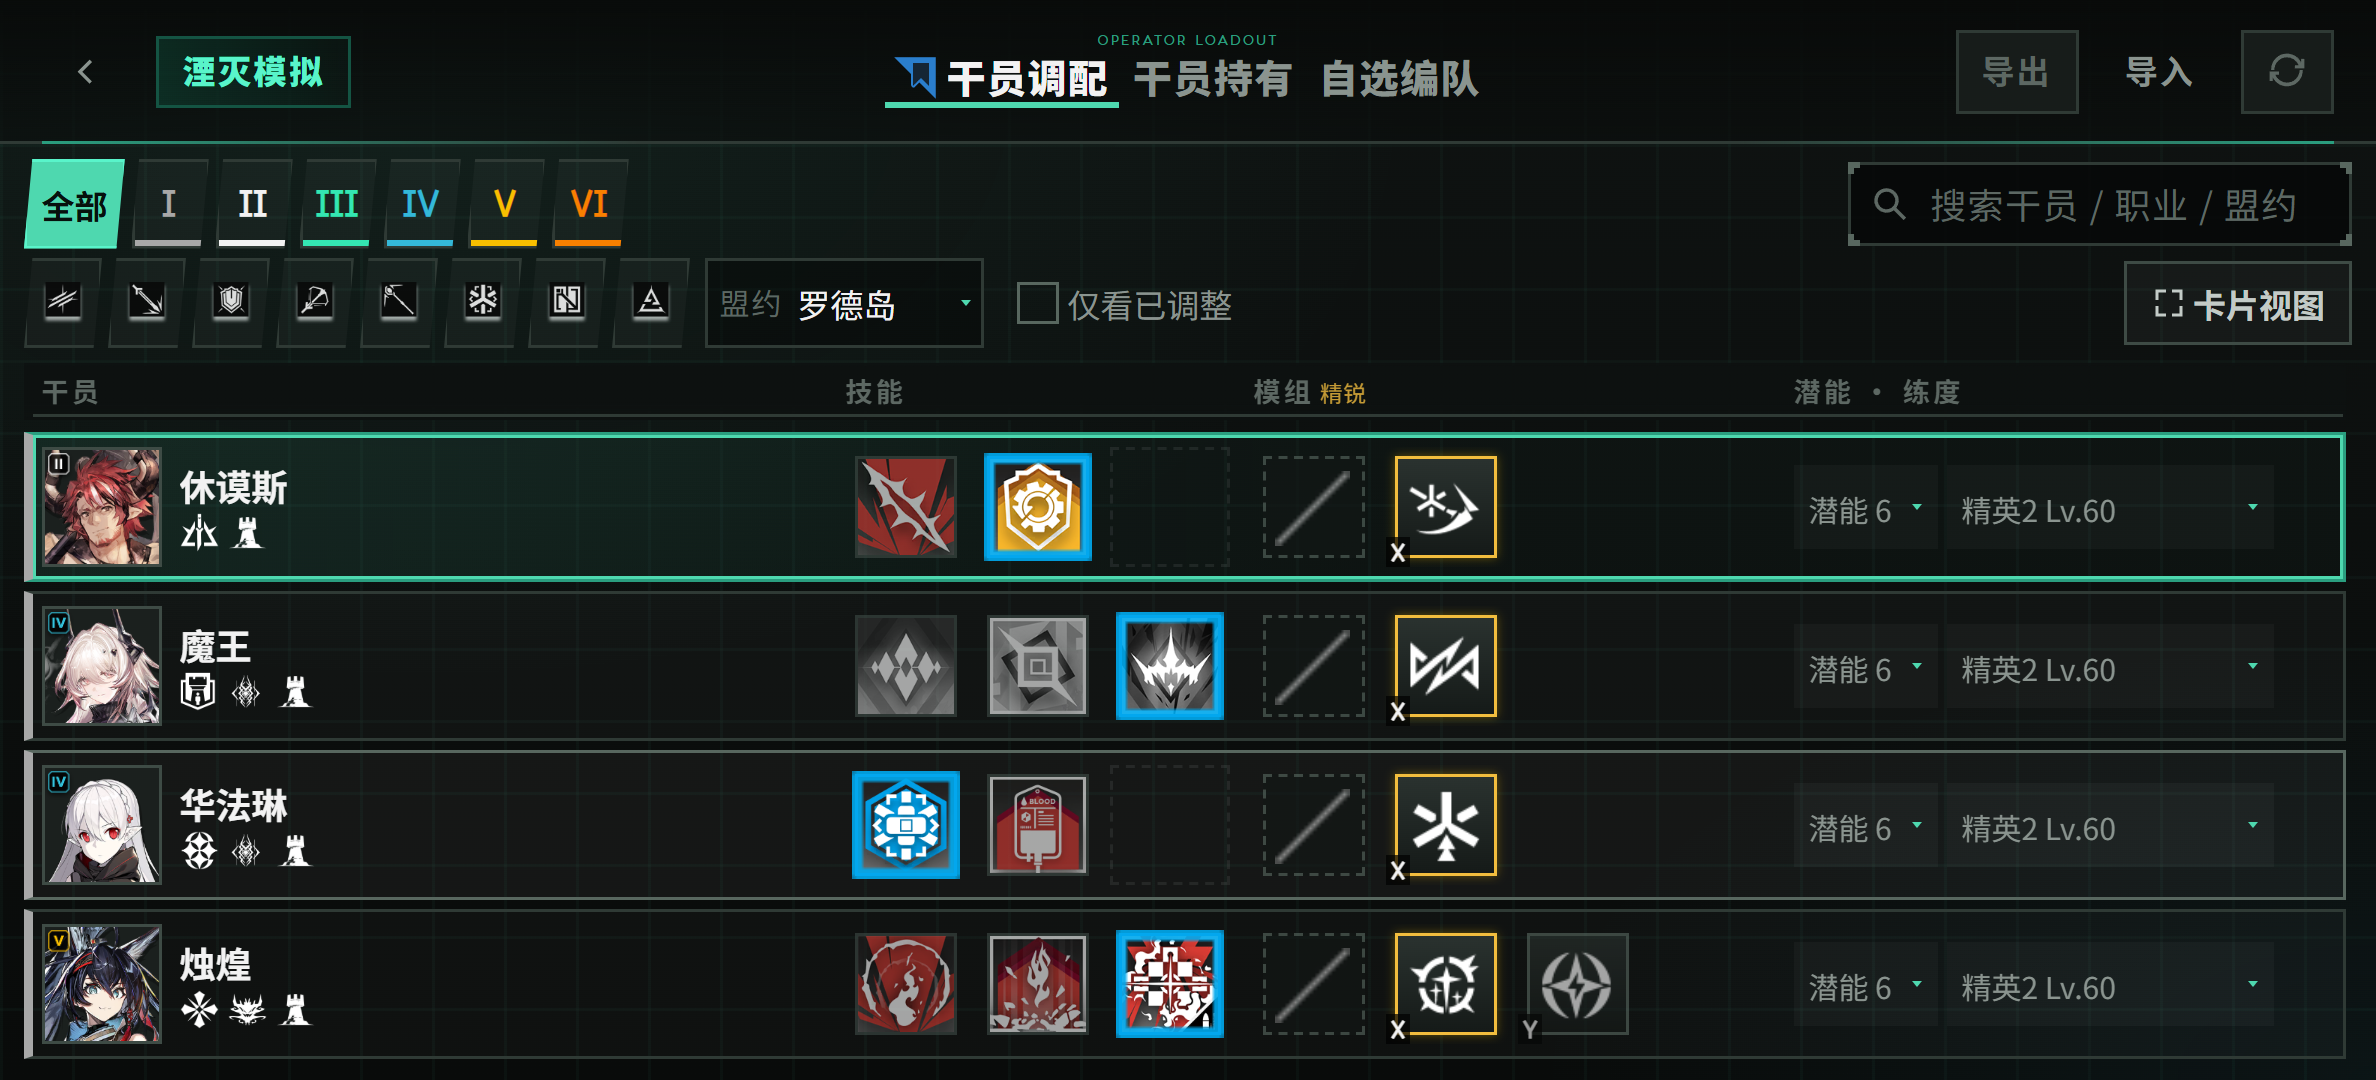 OPERATOR LOADOUT
湮灭模拟
干员调配 干员持有 自选编队
导出 导入
全部 I II III IV V VI
搜索干员 / 职业 / 盟约
盟约 罗德岛
仅看已调整
卡片视图
干员 技能 模组 精锐 潜能 · 练度
II
休谟斯
X
潜能 6 精英2 Lv.60
IV
魔王
X
潜能 6 精英2 Lv.60
IV
华法琳
BLOOD
X
潜能 6 精英2 Lv.60
V
烛煌
X Y
潜能 6 精英2 Lv.60